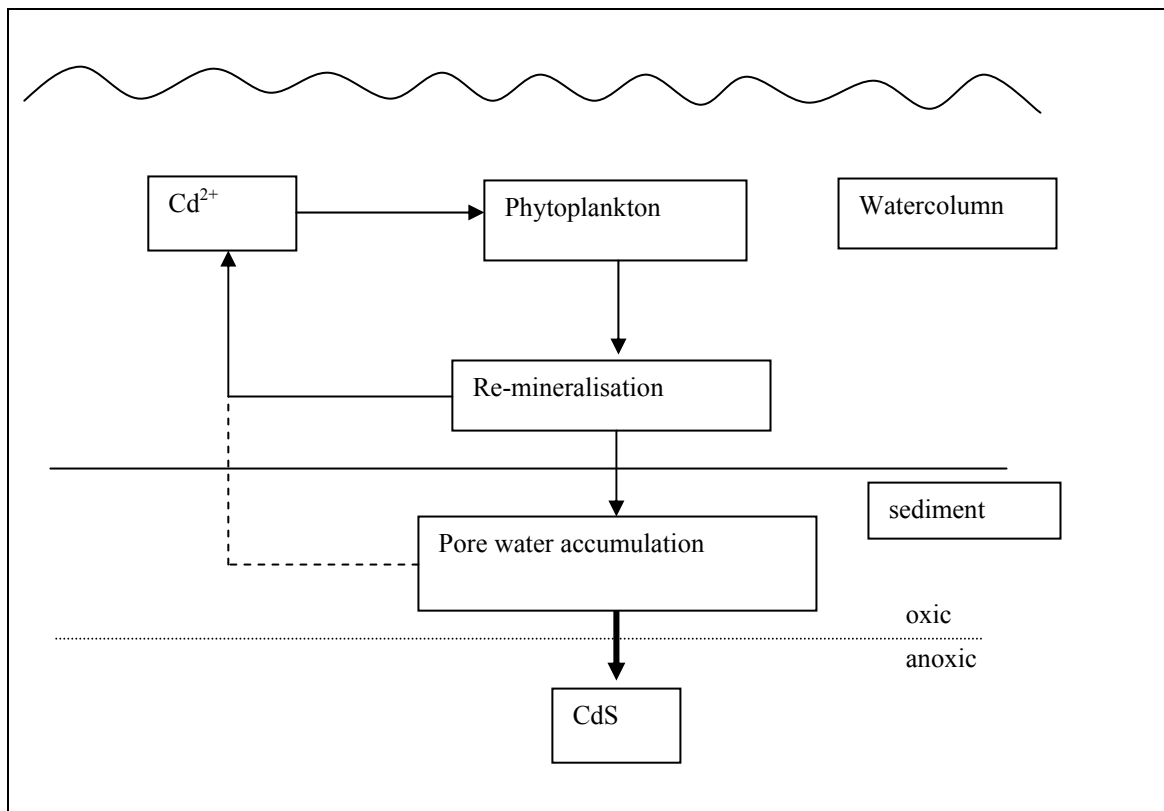 Cd²⁺
Phytoplankton
Watercolumn
Re-mineralisation
sediment
Pore water accumulation
oxic
anoxic
CdS